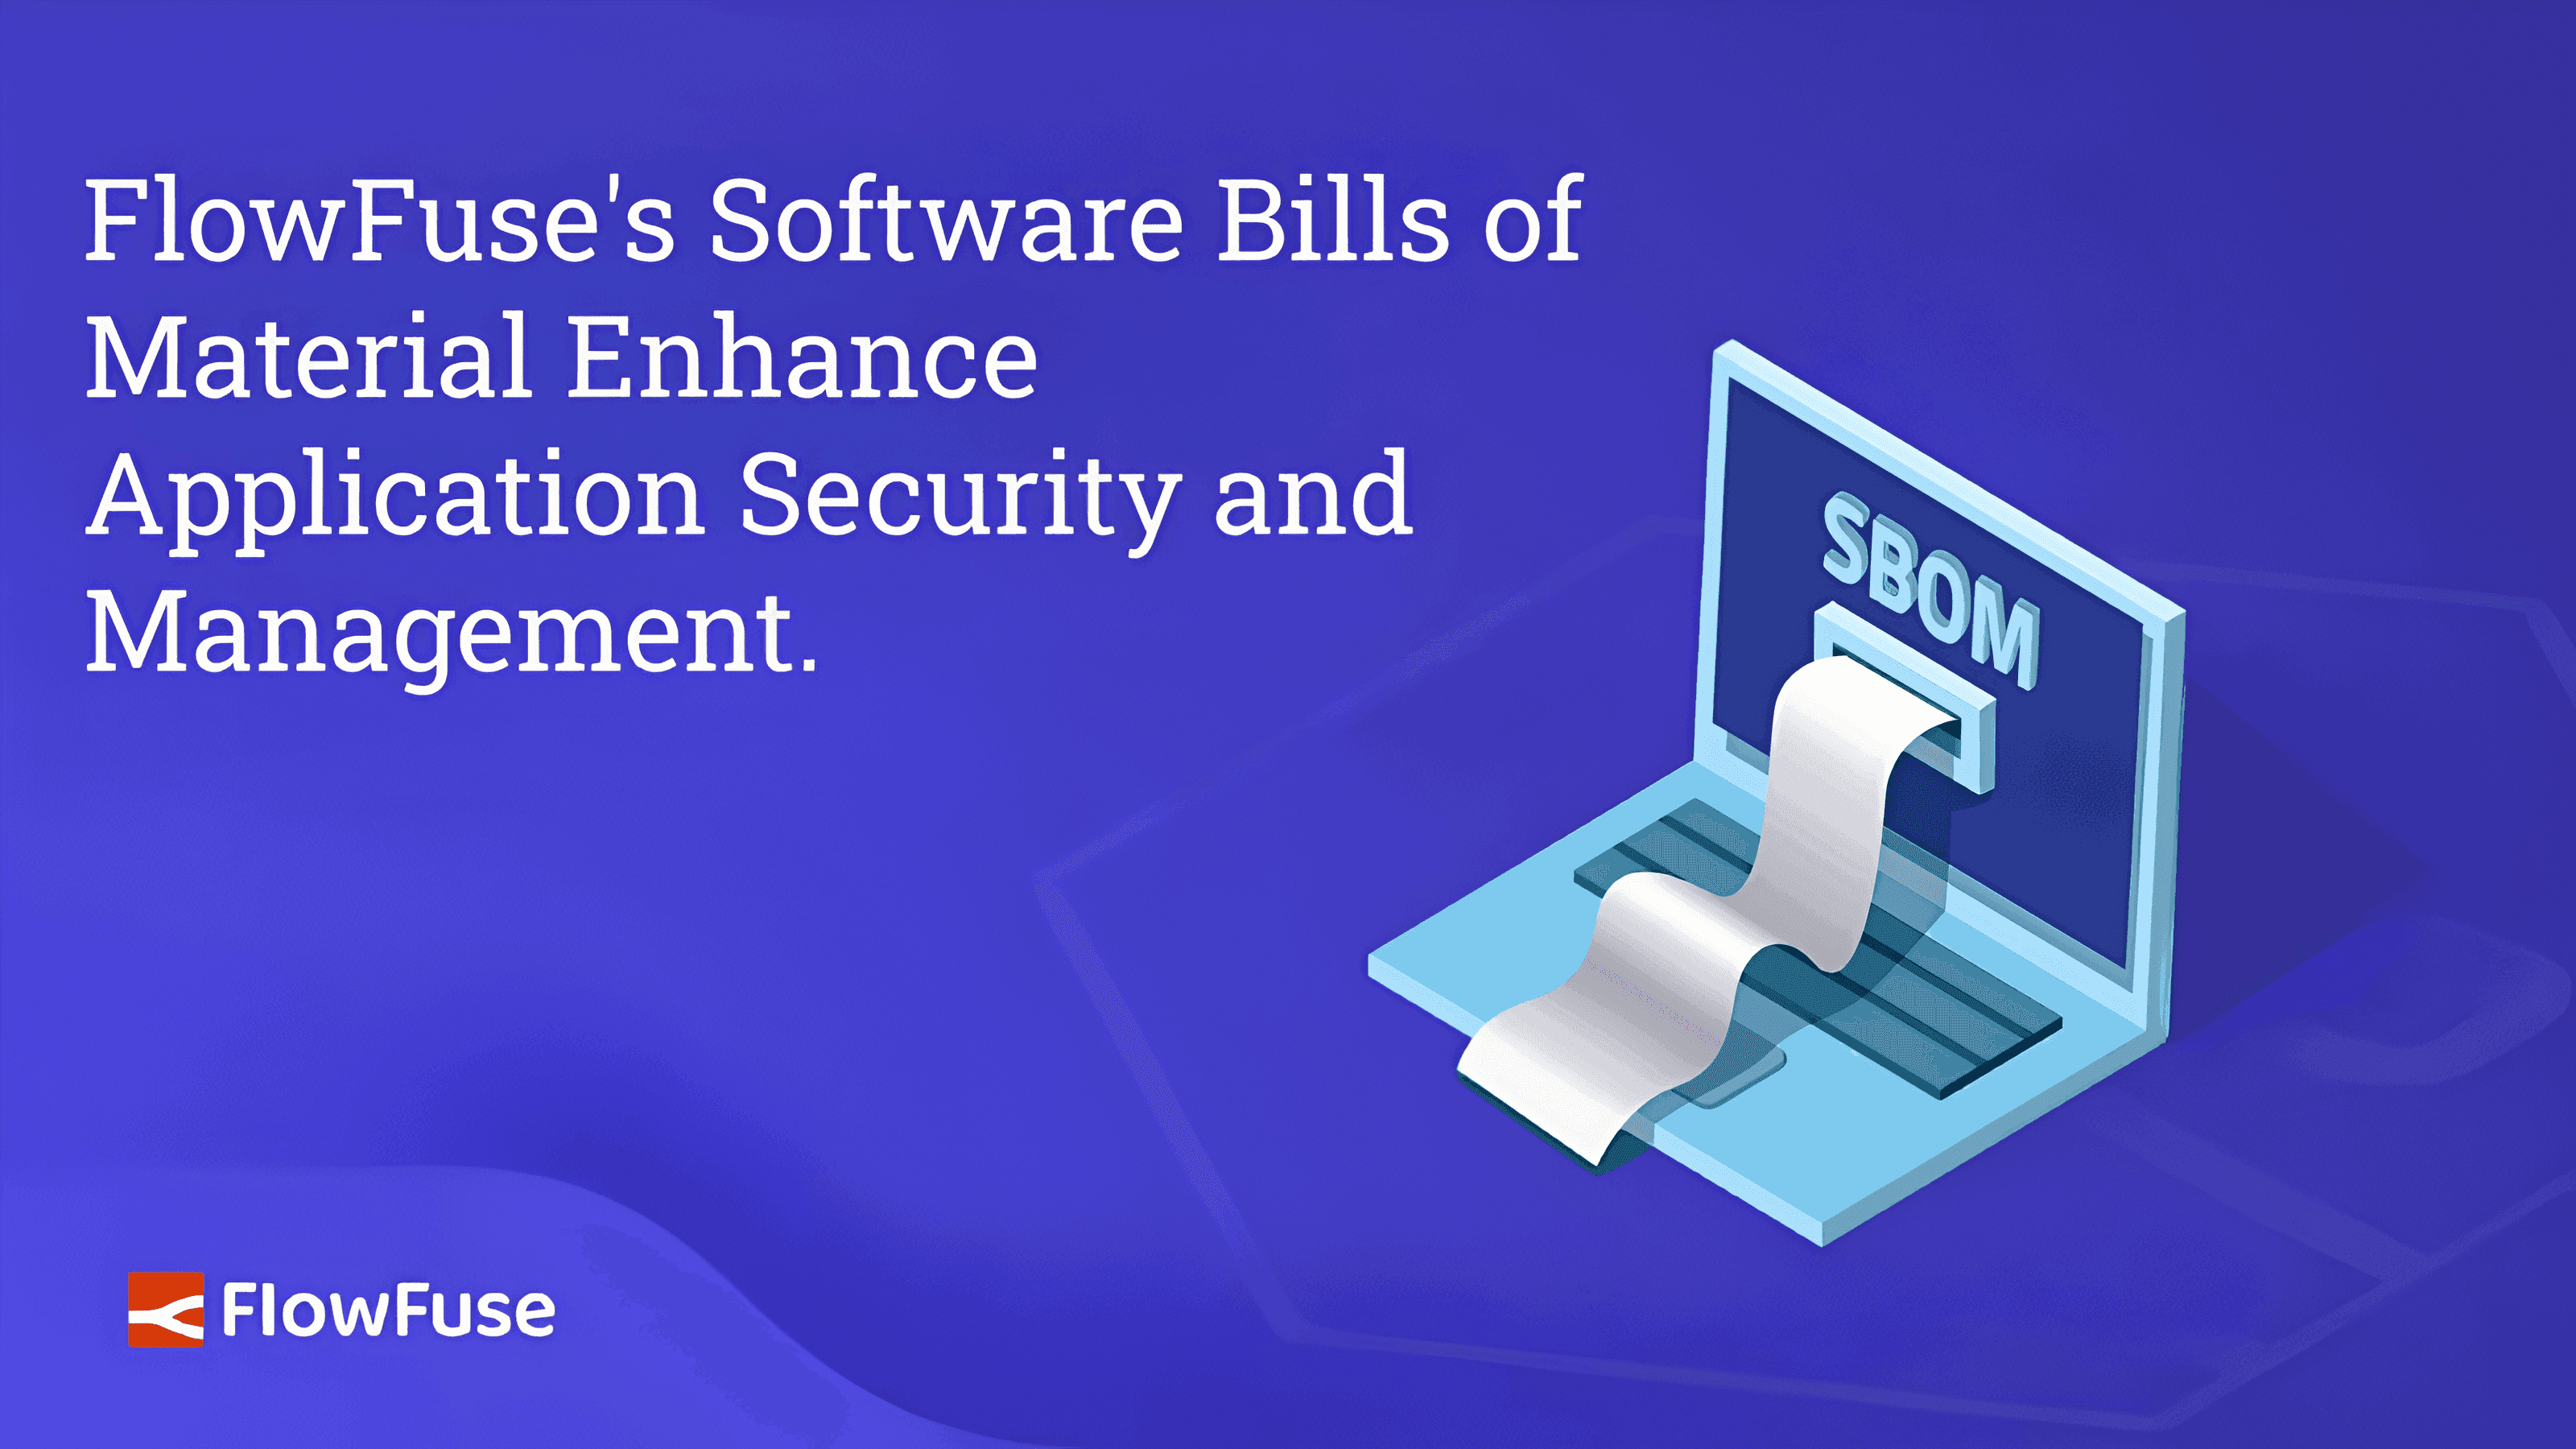 FlowFuse's Software Bills of
Material Enhance
Application Security and
Management.
SBOM
FlowFuse